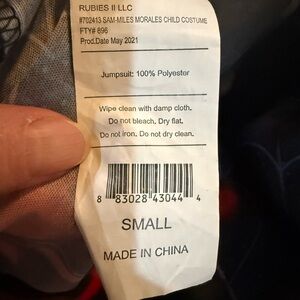 RUBIES II LLC
#702413 SAM-MILES MORALES CHILD COSTUME
FTY# 696
Prod.Date May 2021
Jumpsuit: 100% Polyester
Wipe clean with damp cloth.
Do not bleach. Dry flat.
Do not iron. Do not dry clean.
8 83028 43044 4
SMALL
MADE IN CHINA